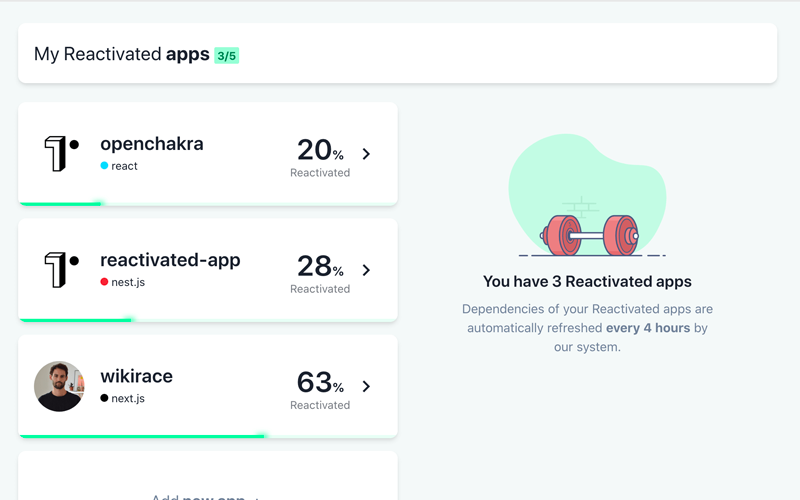 My Reactivated apps 3/5
openchakra
react
20%
Reactivated
reactivated-app
nest.js
28%
Reactivated
wikirace
next.js
63%
Reactivated
Add new app
You have 3 Reactivated apps
Dependencies of your Reactivated apps are
automatically refreshed every 4 hours by
our system.